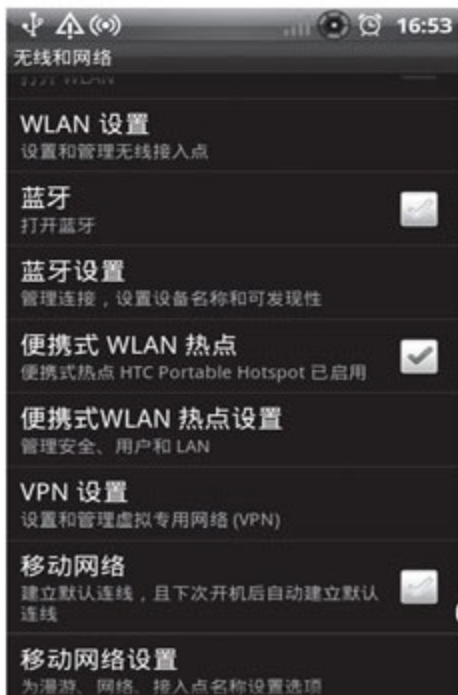 16:53
无线和网络
打开 WLAN
WLAN 设置
设置和管理无线接入点
蓝牙
打开蓝牙
蓝牙设置
管理连接，设置设备名称和可发现性
便携式 WLAN 热点
便携式热点 HTC Portable Hotspot 已启用
便携式WLAN 热点设置
管理安全、用户和 LAN
VPN 设置
设置和管理虚拟专用网络 (VPN)
移动网络
建立默认连线，且下次开机后自动建立默认
连线
移动网络设置
为漫游、网络、接入点名称设置选项